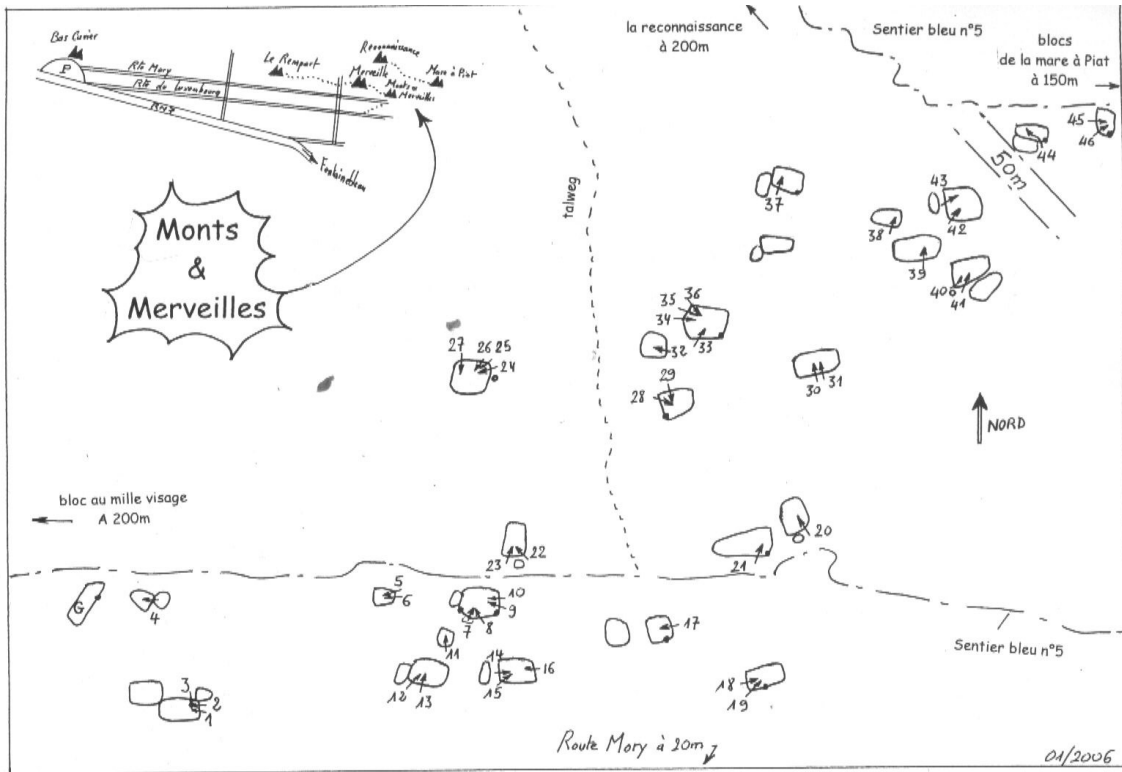 Bas Cuvier
P
Rte Mory
Rte du Luxembourg
RN7
Fontainebleau
Le Rempart
Reconnaissance
Merveille
Mare à Piat
Monts &
Merveilles
la reconnaissance
à 200m
Sentier bleu n°5
blocs
de la mare à Piat
à 150m
Monts
&
Merveilles
talweg
50m
45
46
44
43
42
37
38
39
40
41
36
35
34
33
32
27 26 25
24
29
28
30 31
NORD
bloc au mille visage
A 200m
20
21
23 22
G
4
5
6
10
9
7 8
11
17
14
16
12 13 15
18
19
3
2
1
Sentier bleu n°5
Route Mory à 20m
01/2006